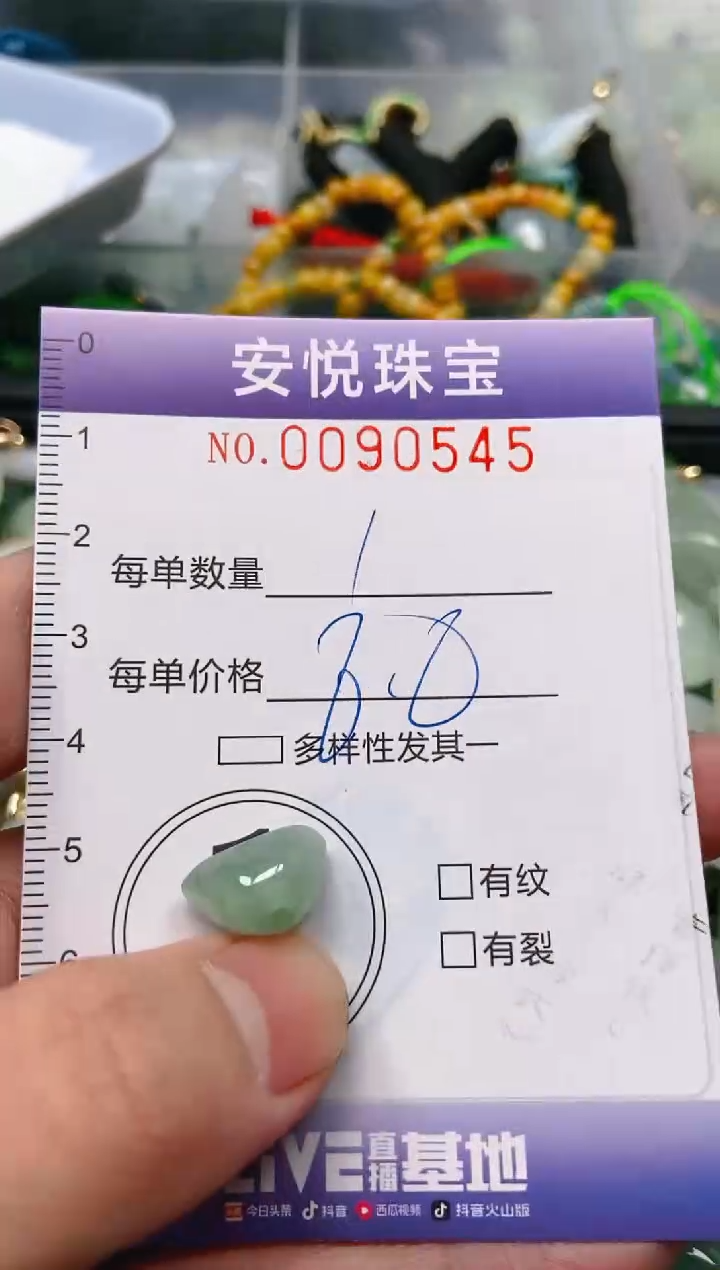 安悦珠宝
NO.0090545
每单数量 1
每单价格
多样性发其一
有纹
有裂
0
1
2
3
4
5
6
LIVE直播基地
今日头条 抖音 西瓜视频 抖音火山版